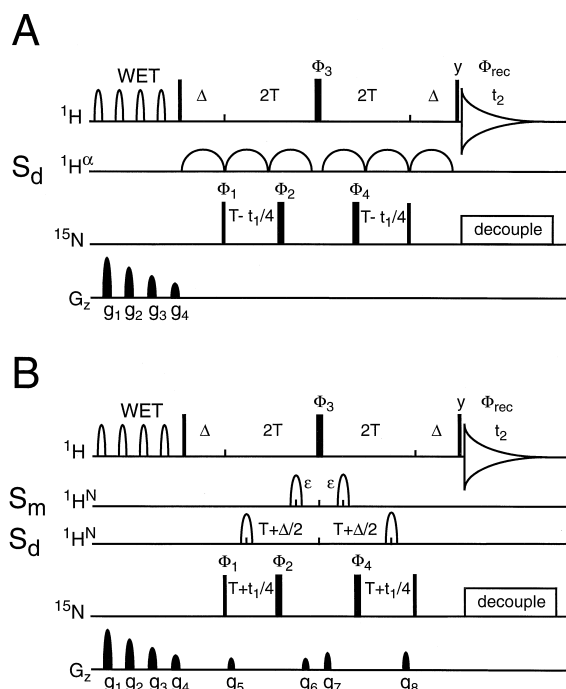 A
Φ3 y Φrec
WET Δ 2T 2T Δ t2
1H
Sd 1Hα
Φ1 Φ2 Φ4
T- t1/4 T- t1/4
15N decouple
Gz
g1 g2 g3 g4
B
Φ3 y Φrec
WET Δ 2T 2T Δ t2
1H
Sm 1HN ε ε
Sd 1HN T+Δ/2 T+Δ/2
Φ1 Φ2 Φ4
T+t1/4 T+t1/4
15N decouple
Gz
g1 g2 g3 g4 g5 g6 g7 g8